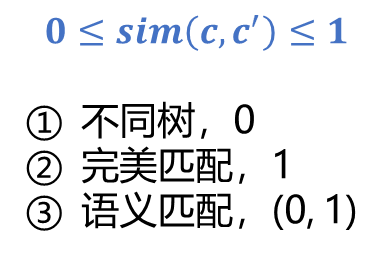 0 ≤ sim(c, c′) ≤ 1
① 不同树，0
② 完美匹配，1
③ 语义匹配，(0, 1)